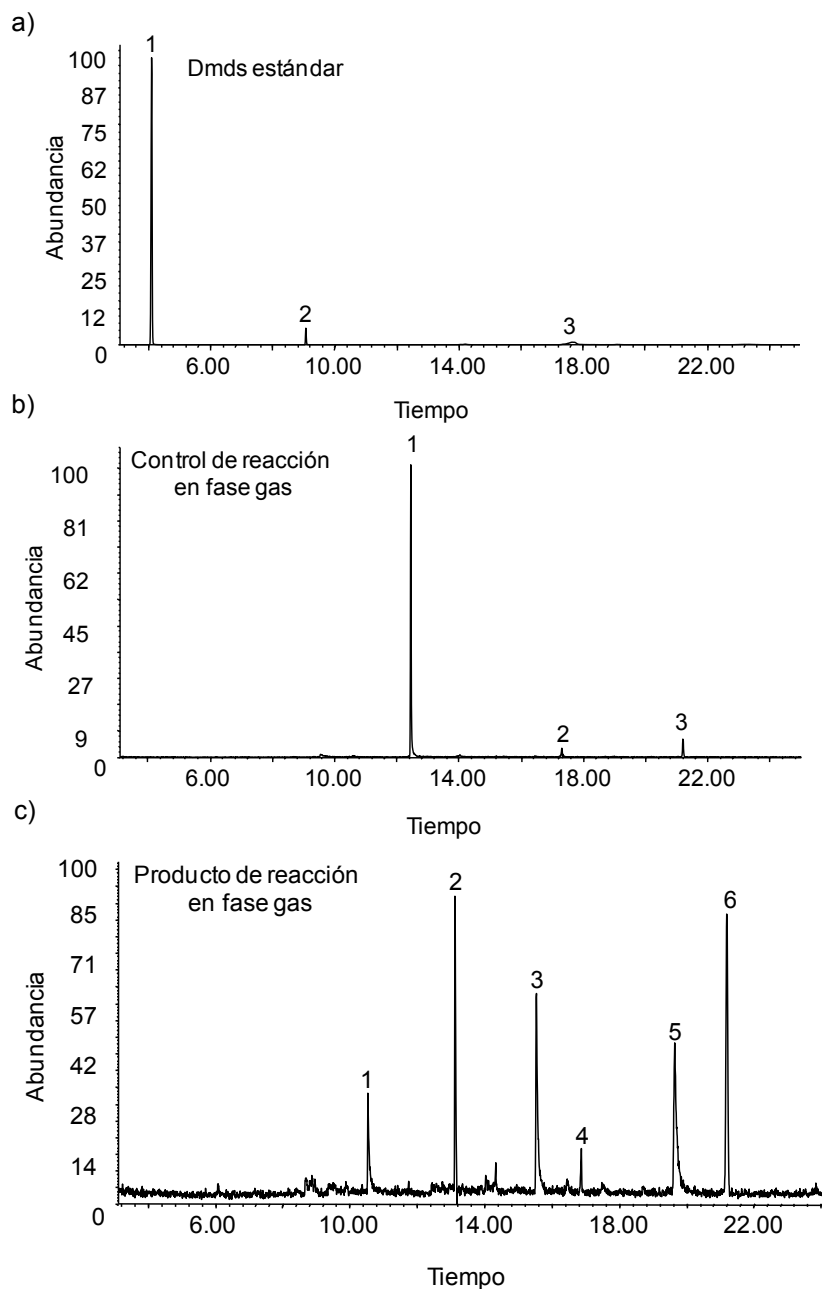 a)
1
Dmds estándar
100
87
75
62
50
37
25
12
0
Abundancia
2
3
6.00 10.00 14.00 18.00 22.00
Tiempo
b)
1
Control de reacción
en fase gas
100
81
62
45
27
9
0
Abundancia
2
3
6.00 10.00 14.00 18.00 22.00
Tiempo
c)
Producto de reacción
en fase gas
100
85
71
57
42
28
14
0
Abundancia
1
2
3
4
5
6
6.00 10.00 14.00 18.00 22.00
Tiempo